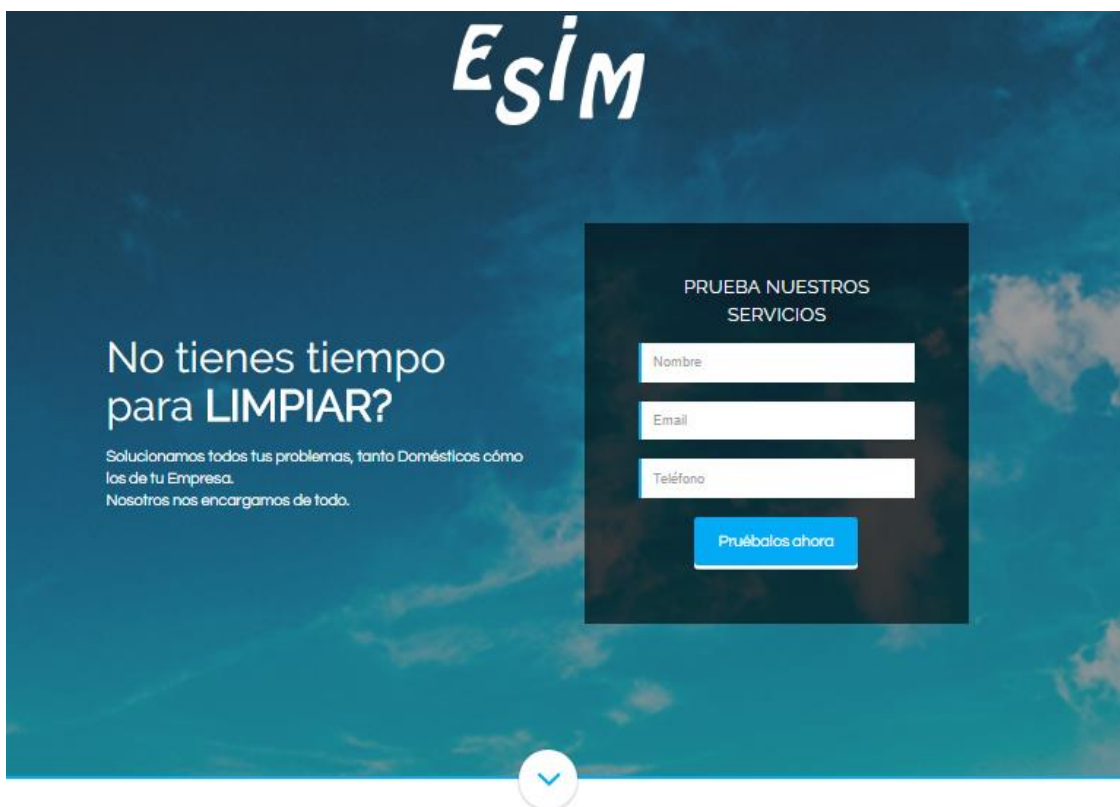 ESiM
No tienes tiempo
para LIMPIAR?
Solucionamos todos tus problemas, tanto Domésticos cómo
los de tu Empresa.
Nosotros nos encargamos de todo.
PRUEBA NUESTROS
SERVICIOS
Nombre
Email
Teléfono
Pruébalos ahora